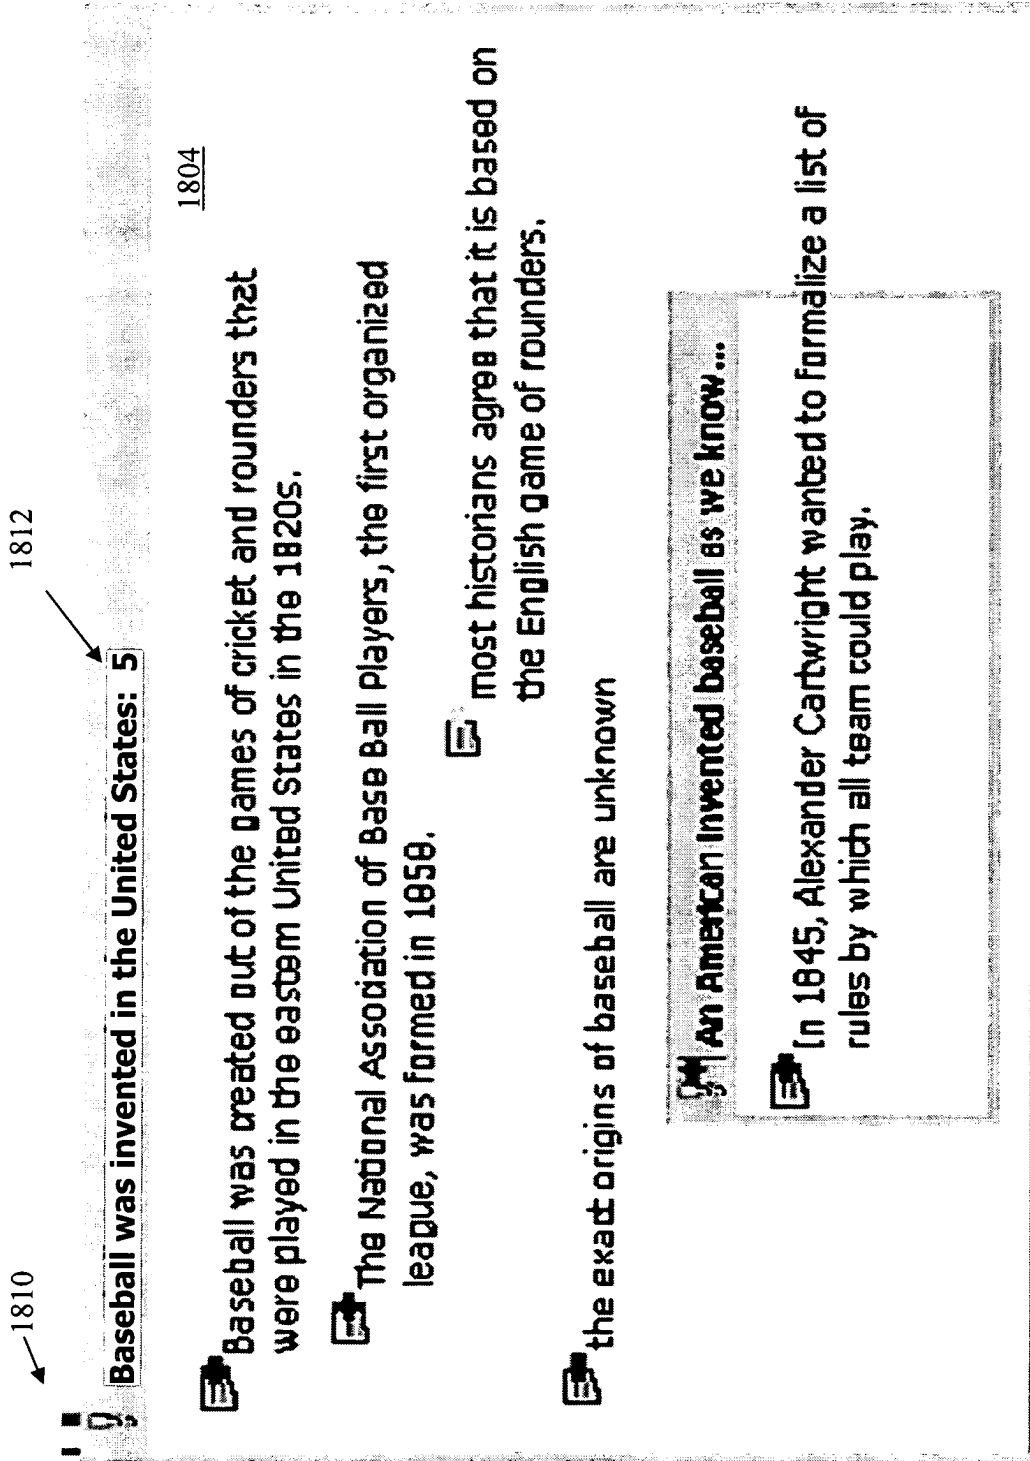 1810
1812
Baseball was invented in the United States: 5
1804
Baseball was created out of the games of cricket and rounders that
were played in the eastern United States in the 1820s.
The National Association of Base Ball Players, the first organized
league, was formed in 1858.
most historians agree that it is based on
the English game of rounders.
the exact origins of baseball are unknown
An American invented baseball as we know...
In 1845, Alexander Cartwright wanted to formalize a list of
rules by which all team could play.